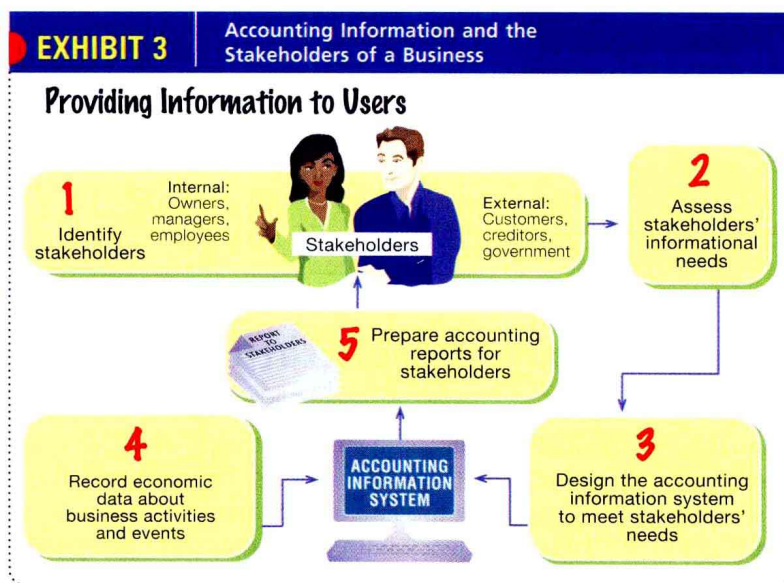 EXHIBIT 3
Accounting Information and the
Stakeholders of a Business
Providing Information to Users
1
Identify
stakeholders
Internal:
Owners,
managers,
employees
Stakeholders
External:
Customers,
creditors,
government
2
Assess
stakeholders'
informational
needs
3
Design the accounting
information system
to meet stakeholders'
needs
4
Record economic
data about
business activities
and events
ACCOUNTING
INFORMATION
SYSTEM
REPORT
TO
STAKEHOLDERS
5
Prepare accounting
reports for
stakeholders